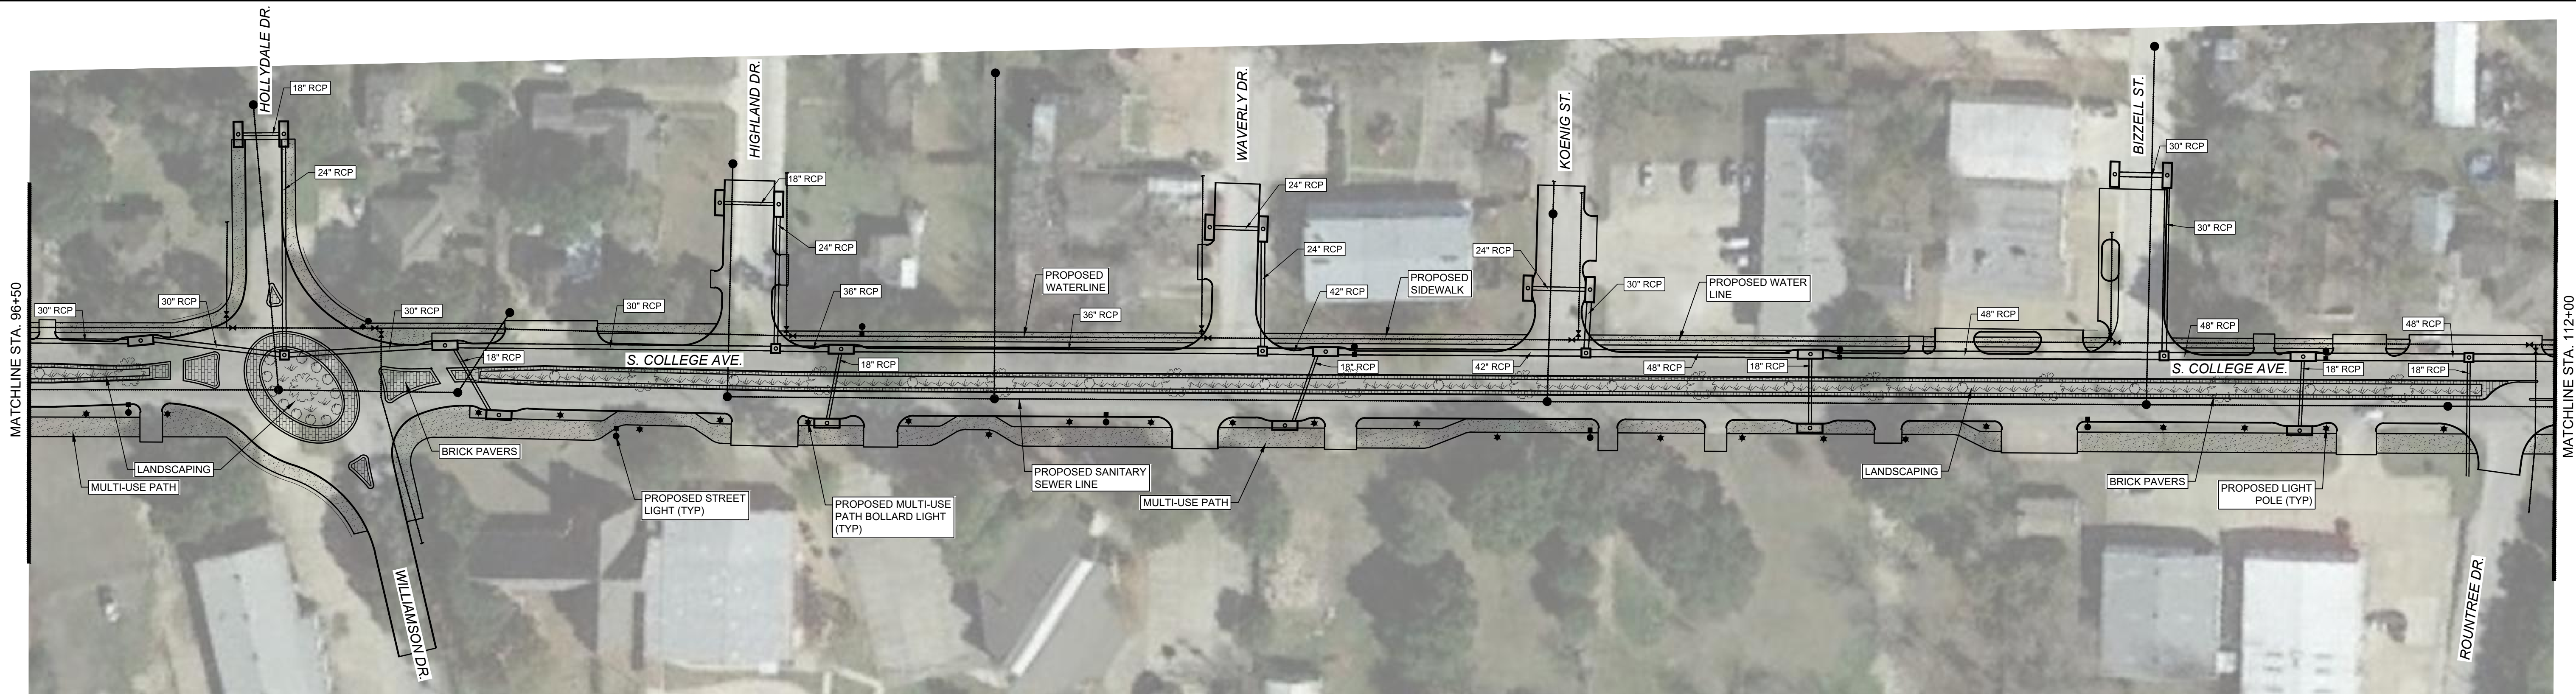 HOLLYDALE DR.
18" RCP
24" RCP
HIGHLAND DR.
18" RCP
24" RCP
WAVERLY DR.
24" RCP
24" RCP
KOENIG ST.
24" RCP
30" RCP
BIZZELL ST.
30" RCP
30" RCP
MATCHLINE STA. 96+50
30" RCP
30" RCP
30" RCP
30" RCP
18" RCP
S. COLLEGE AVE.
36" RCP
18" RCP
PROPOSED
WATERLINE
36" RCP
42" RCP
18" RCP
PROPOSED
SIDEWALK
42" RCP
PROPOSED WATER
LINE
48" RCP
18" RCP
48" RCP
48" RCP
S. COLLEGE AVE.
18" RCP
48" RCP
18" RCP
MATCHLINE STA. 12+00
LANDSCAPING
MULTI-USE PATH
BRICK PAVERS
WILLIAMSON DR.
PROPOSED STREET
LIGHT (TYP)
PROPOSED MULTI-USE
PATH BOLLARD LIGHT
(TYP)
PROPOSED SANITARY
SEWER LINE
MULTI-USE PATH
LANDSCAPING
BRICK PAVERS
PROPOSED LIGHT
POLE (TYP)
ROUNTREE DR.